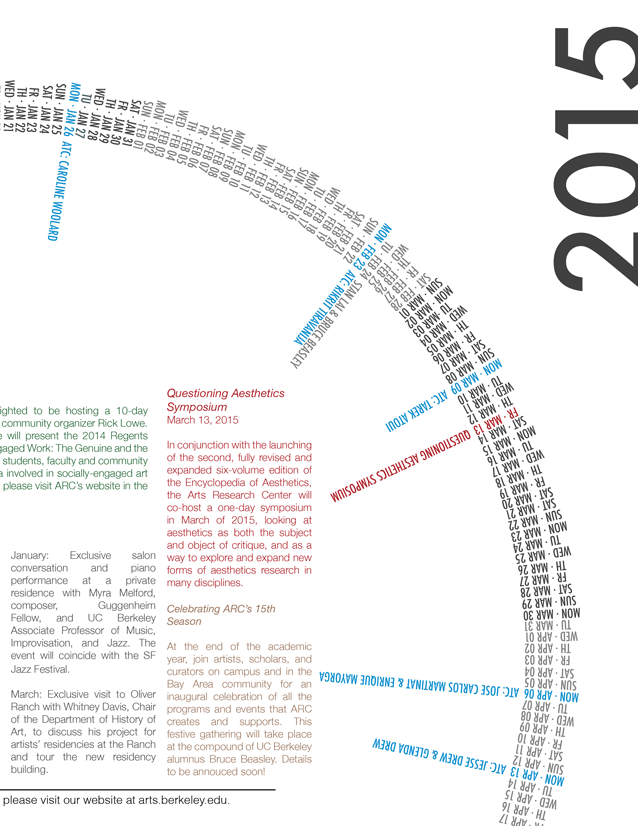 2015
WED · JAN 21
TH · JAN 22
FR · JAN 23
SAT · JAN 24
SUN · JAN 25
MON · JAN 26 ATC: CAROLINE WOOLARD
TU · JAN 27
WED · JAN 28
TH · JAN 29
FR · JAN 30
SAT · JAN 31
SUN · FEB 01
MON · FEB 02
TU · FEB 03
WED · FEB 04
TH · FEB 05
FR · FEB 06
SAT · FEB 07
SUN · FEB 08
MON · FEB 09
TU · FEB 10
WED · FEB 11
TH · FEB 12
FR · FEB 13
SAT · FEB 14
SUN · FEB 15
MON · FEB 16
TU · FEB 17
WED · FEB 18
TH · FEB 19
FR · FEB 20
SAT · FEB 21
SUN · FEB 22
MON · FEB 23 ATC: RIKRIT TIRAVANIJA
TU · FEB 24 STAN LAI & BRUCE BEASLEY
WED · FEB 25
TH · FEB 26
FR · FEB 27
SAT · FEB 28
SUN · MAR 01
MON · MAR 02
TU · MAR 03
WED · MAR 04
TH · MAR 05
FR · MAR 06
SAT · MAR 07
SUN · MAR 08
MON · MAR 09 ATC: TAREK ATOUI
TU · MAR 10
WED · MAR 11
TH · MAR 12
FR · MAR 13 QUESTIONING AESTHETICS SYMPOSIUM
SAT · MAR 14
SUN · MAR 15
MON · MAR 16
TU · MAR 17
WED · MAR 18
TH · MAR 19
FR · MAR 20
SAT · MAR 21
SUN · MAR 22
MON · MAR 23
TU · MAR 24
WED · MAR 25
TH · MAR 26
FR · MAR 27
SAT · MAR 28
SUN · MAR 29
MON · MAR 30
TU · MAR 31
WED · APR 01
TH · APR 02
FR · APR 03
SAT · APR 04
SUN · APR 05
MON · APR 06 ATC: JOSE CARLOS MARTINAT & ENRIQUE MAYORGA
TU · APR 07
WED · APR 08
TH · APR 09
FR · APR 10
SAT · APR 11
SUN · APR 12
MON · APR 13 ATC: JESSE DREW & GLENDA DREW
TU · APR 14
WED · APR 15
TH · APR 16
FR · APR 17
ighted to be hosting a 10-day
community organizer Rick Lowe.
e will present the 2014 Regents
gaged Work: The Genuine and the
students, faculty and community
a involved in socially-engaged art
please visit ARC's website in the
January: Exclusive salon
conversation and piano
performance at a private
residence with Myra Melford,
composer, Guggenheim
Fellow, and UC Berkeley
Associate Professor of Music,
Improvisation, and Jazz. The
event will coincide with the SF
Jazz Festival.
March: Exclusive visit to Oliver
Ranch with Whitney Davis, Chair
of the Department of History of
Art, to discuss his project for
artists' residencies at the Ranch
and tour the new residency
building.
Questioning Aesthetics
Symposium
March 13, 2015
In conjunction with the launching
of the second, fully revised and
expanded six-volume edition of
the Encyclopedia of Aesthetics,
the Arts Research Center will
co-host a one-day symposium
in March of 2015, looking at
aesthetics as both the subject
and object of critique, and as a
way to explore and expand new
forms of aesthetics research in
many disciplines.
Celebrating ARC's 15th
Season
At the end of the academic
year, join artists, scholars, and
curators on campus and in the
Bay Area community for an
inaugural celebration of all the
programs and events that ARC
creates and supports. This
festive gathering will take place
at the compound of UC Berkeley
alumnus Bruce Beasley. Details
to be annouced soon!
please visit our website at arts.berkeley.edu.